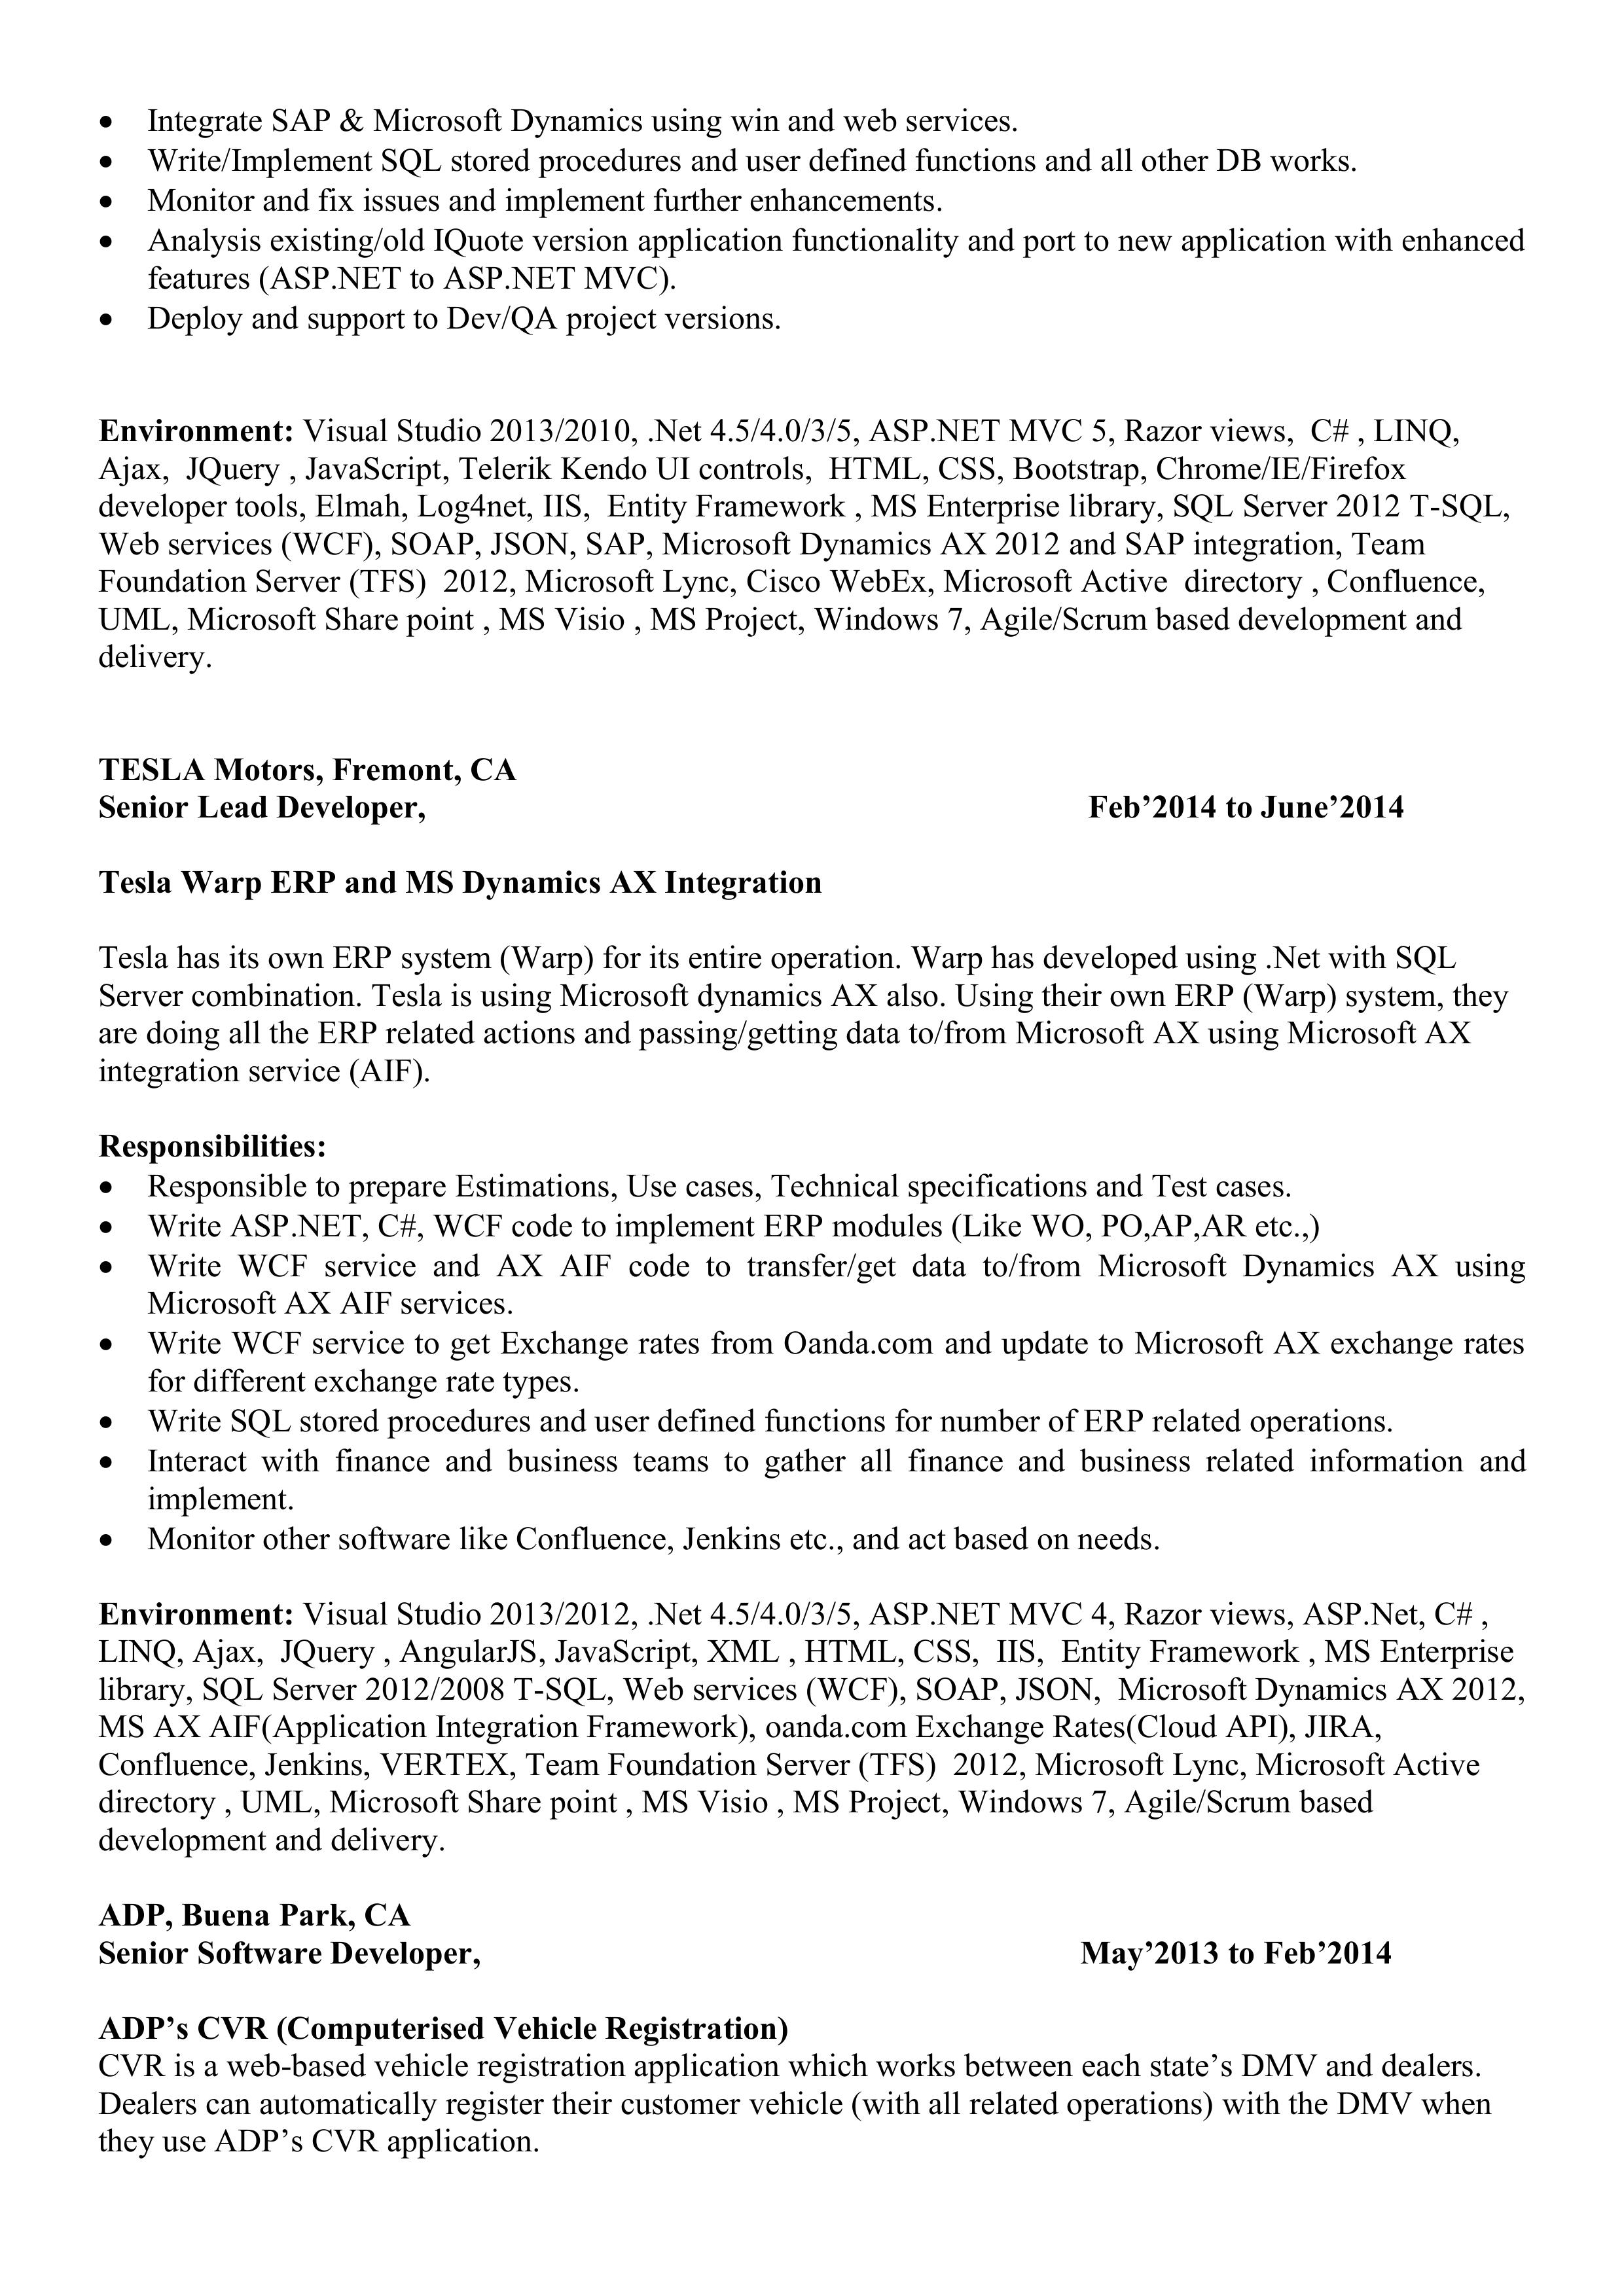 • Integrate SAP & Microsoft Dynamics using win and web services.
• Write/Implement SQL stored procedures and user defined functions and all other DB works.
• Monitor and fix issues and implement further enhancements.
• Analysis existing/old IQuote version application functionality and port to new application with enhanced
features (ASP.NET to ASP.NET MVC).
• Deploy and support to Dev/QA project versions.
Environment: Visual Studio 2013/2010, .Net 4.5/4.0/3/5, ASP.NET MVC 5, Razor views,  C# , LINQ,
Ajax,  JQuery , JavaScript, Telerik Kendo UI controls,  HTML, CSS, Bootstrap, Chrome/IE/Firefox
developer tools, Elmah, Log4net, IIS,  Entity Framework , MS Enterprise library, SQL Server 2012 T-SQL,
Web services (WCF), SOAP, JSON, SAP, Microsoft Dynamics AX 2012 and SAP integration, Team
Foundation Server (TFS)  2012, Microsoft Lync, Cisco WebEx, Microsoft Active  directory , Confluence,
UML, Microsoft Share point , MS Visio , MS Project, Windows 7, Agile/Scrum based development and
delivery.
TESLA Motors, Fremont, CA
Senior Lead Developer, Feb’2014 to June’2014
Tesla Warp ERP and MS Dynamics AX Integration
Tesla has its own ERP system (Warp) for its entire operation. Warp has developed using .Net with SQL
Server combination. Tesla is using Microsoft dynamics AX also. Using their own ERP (Warp) system, they
are doing all the ERP related actions and passing/getting data to/from Microsoft AX using Microsoft AX
integration service (AIF).
Responsibilities:
• Responsible to prepare Estimations, Use cases, Technical specifications and Test cases.
• Write ASP.NET, C#, WCF code to implement ERP modules (Like WO, PO,AP,AR etc.,)
• Write WCF service and AX AIF code to transfer/get data to/from Microsoft Dynamics AX using
Microsoft AX AIF services.
• Write WCF service to get Exchange rates from Oanda.com and update to Microsoft AX exchange rates
for different exchange rate types.
• Write SQL stored procedures and user defined functions for number of ERP related operations.
• Interact with finance and business teams to gather all finance and business related information and
implement.
• Monitor other software like Confluence, Jenkins etc., and act based on needs.
Environment: Visual Studio 2013/2012, .Net 4.5/4.0/3/5, ASP.NET MVC 4, Razor views, ASP.Net, C# ,
LINQ, Ajax,  JQuery , AngularJS, JavaScript, XML , HTML, CSS,  IIS,  Entity Framework , MS Enterprise
library, SQL Server 2012/2008 T-SQL, Web services (WCF), SOAP, JSON,  Microsoft Dynamics AX 2012,
MS AX AIF(Application Integration Framework), oanda.com Exchange Rates(Cloud API), JIRA,
Confluence, Jenkins, VERTEX, Team Foundation Server (TFS)  2012, Microsoft Lync, Microsoft Active
directory , UML, Microsoft Share point , MS Visio , MS Project, Windows 7, Agile/Scrum based
development and delivery.
ADP, Buena Park, CA
Senior Software Developer, May’2013 to Feb’2014
ADP’s CVR (Computerised Vehicle Registration)
CVR is a web-based vehicle registration application which works between each state’s DMV and dealers.
Dealers can automatically register their customer vehicle (with all related operations) with the DMV when
they use ADP’s CVR application.